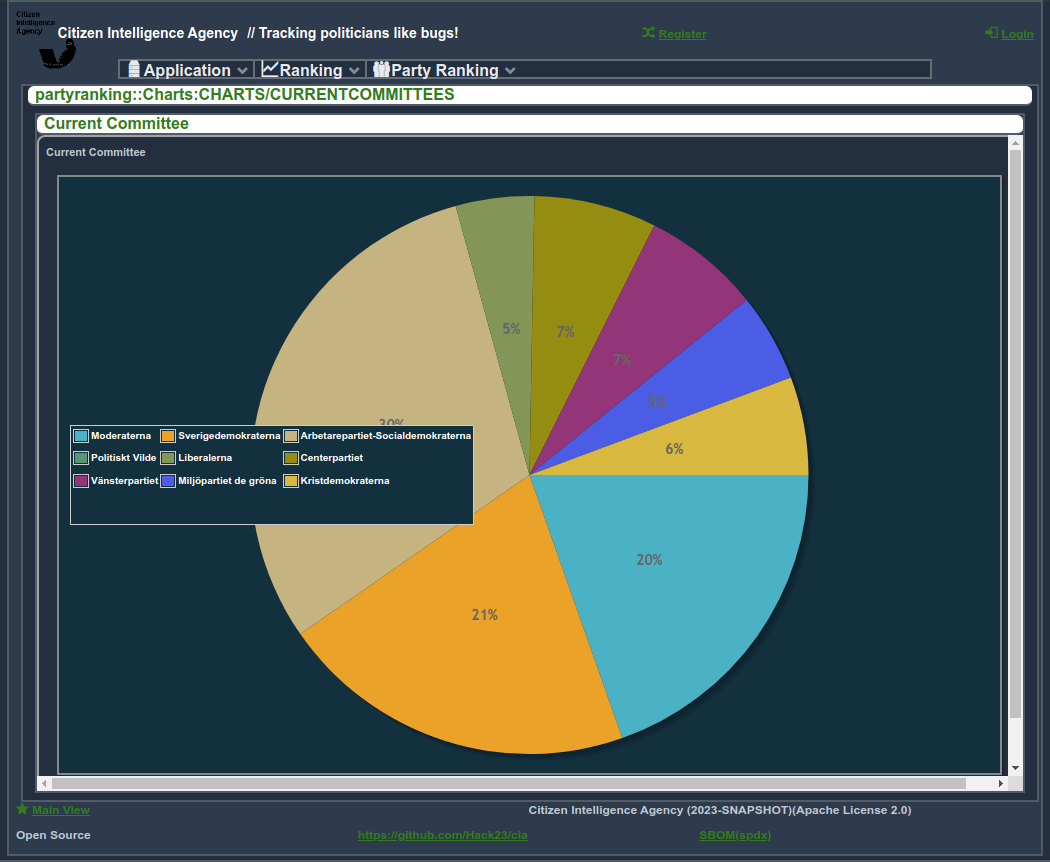 Citizen
Intelligence
Agency
Citizen Intelligence Agency // Tracking politicians like bugs!
Register
Login
Application
Ranking
Party Ranking
partyranking::Charts:CHARTS/CURRENTCOMMITTEES
Current Committee
Current Committee
5%
7%
7%
5%
6%
20%
21%
Moderaterna
Sverigedemokraterna
Arbetarepartiet-Socialdemokraterna
Politiskt Vilde
Liberalerna
Centerpartiet
Vänsterpartiet
Miljöpartiet de gröna
Kristdemokraterna
Main View
Citizen Intelligence Agency (2023-SNAPSHOT)(Apache License 2.0)
Open Source
https://github.com/Hack23/cia
SBOM(spdx)